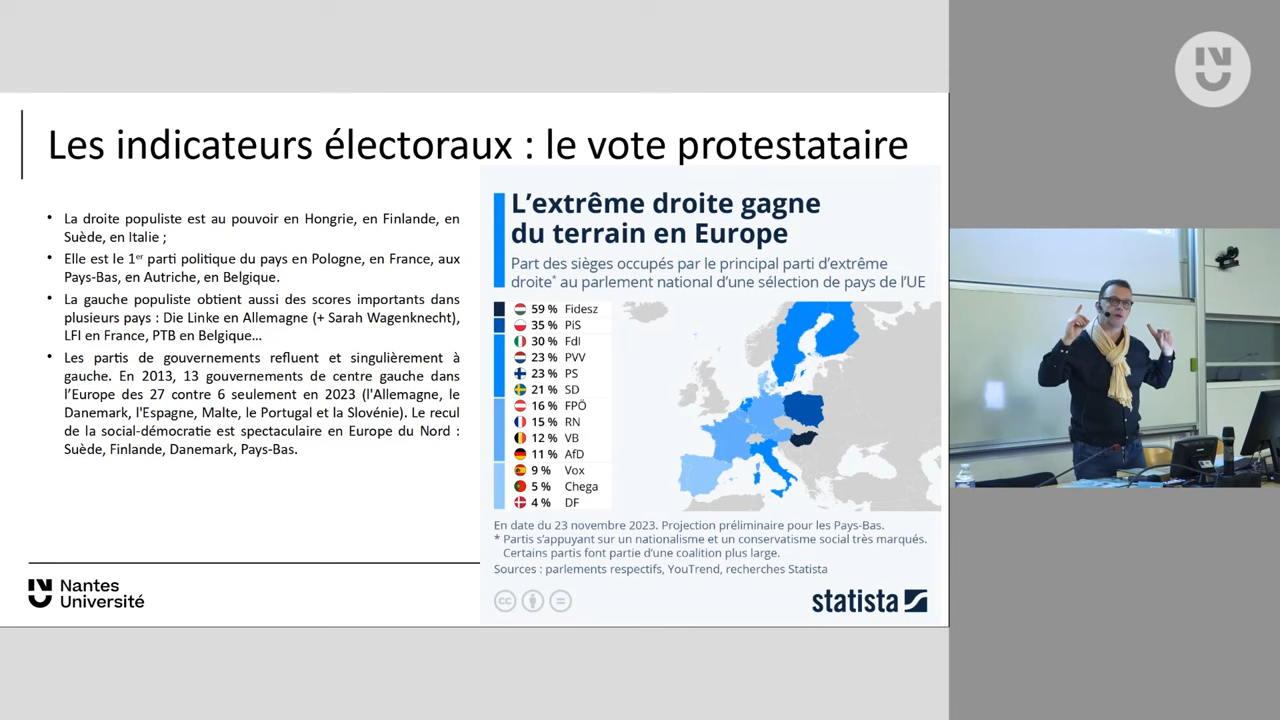 Les indicateurs électoraux : le vote protestataire
• La droite populiste est au pouvoir en Hongrie, en Finlande, en
Suède, en Italie ;
• Elle est le 1er parti politique du pays en Pologne, en France, aux
Pays-Bas, en Autriche, en Belgique.
• La gauche populiste obtient aussi des scores importants dans
plusieurs pays : Die Linke en Allemagne (+ Sarah Wagenknecht),
LFI en France, PTB en Belgique...
• Les partis de gouvernements refluent et singulièrement à
gauche. En 2013, 13 gouvernements de centre gauche dans
l'Europe des 27 contre 6 seulement en 2023 (l'Allemagne, le
Danemark, l'Espagne, Malte, le Portugal et la Slovénie). Le recul
de la social-démocratie est spectaculaire en Europe du Nord :
Suède, Finlande, Danemark, Pays-Bas.
L'extrême droite gagne
du terrain en Europe
Part des sièges occupés par le principal parti d'extrême
droite* au parlement national d'une sélection de pays de l'UE
59 % Fidesz
35 % PiS
30 % FdI
23 % PVV
23 % PS
21 % SD
16 % FPÖ
15 % RN
12 % VB
11 % AfD
9 % Vox
5 % Chega
4 % DF
En date du 23 novembre 2023. Projection préliminaire pour les Pays-Bas.
* Partis s'appuyant sur un nationalisme et un conservatisme social très marqués.
Certains partis font partie d'une coalition plus large.
Sources : parlements respectifs, YouTrend, recherches Statista
cc
statista
Nantes
Université